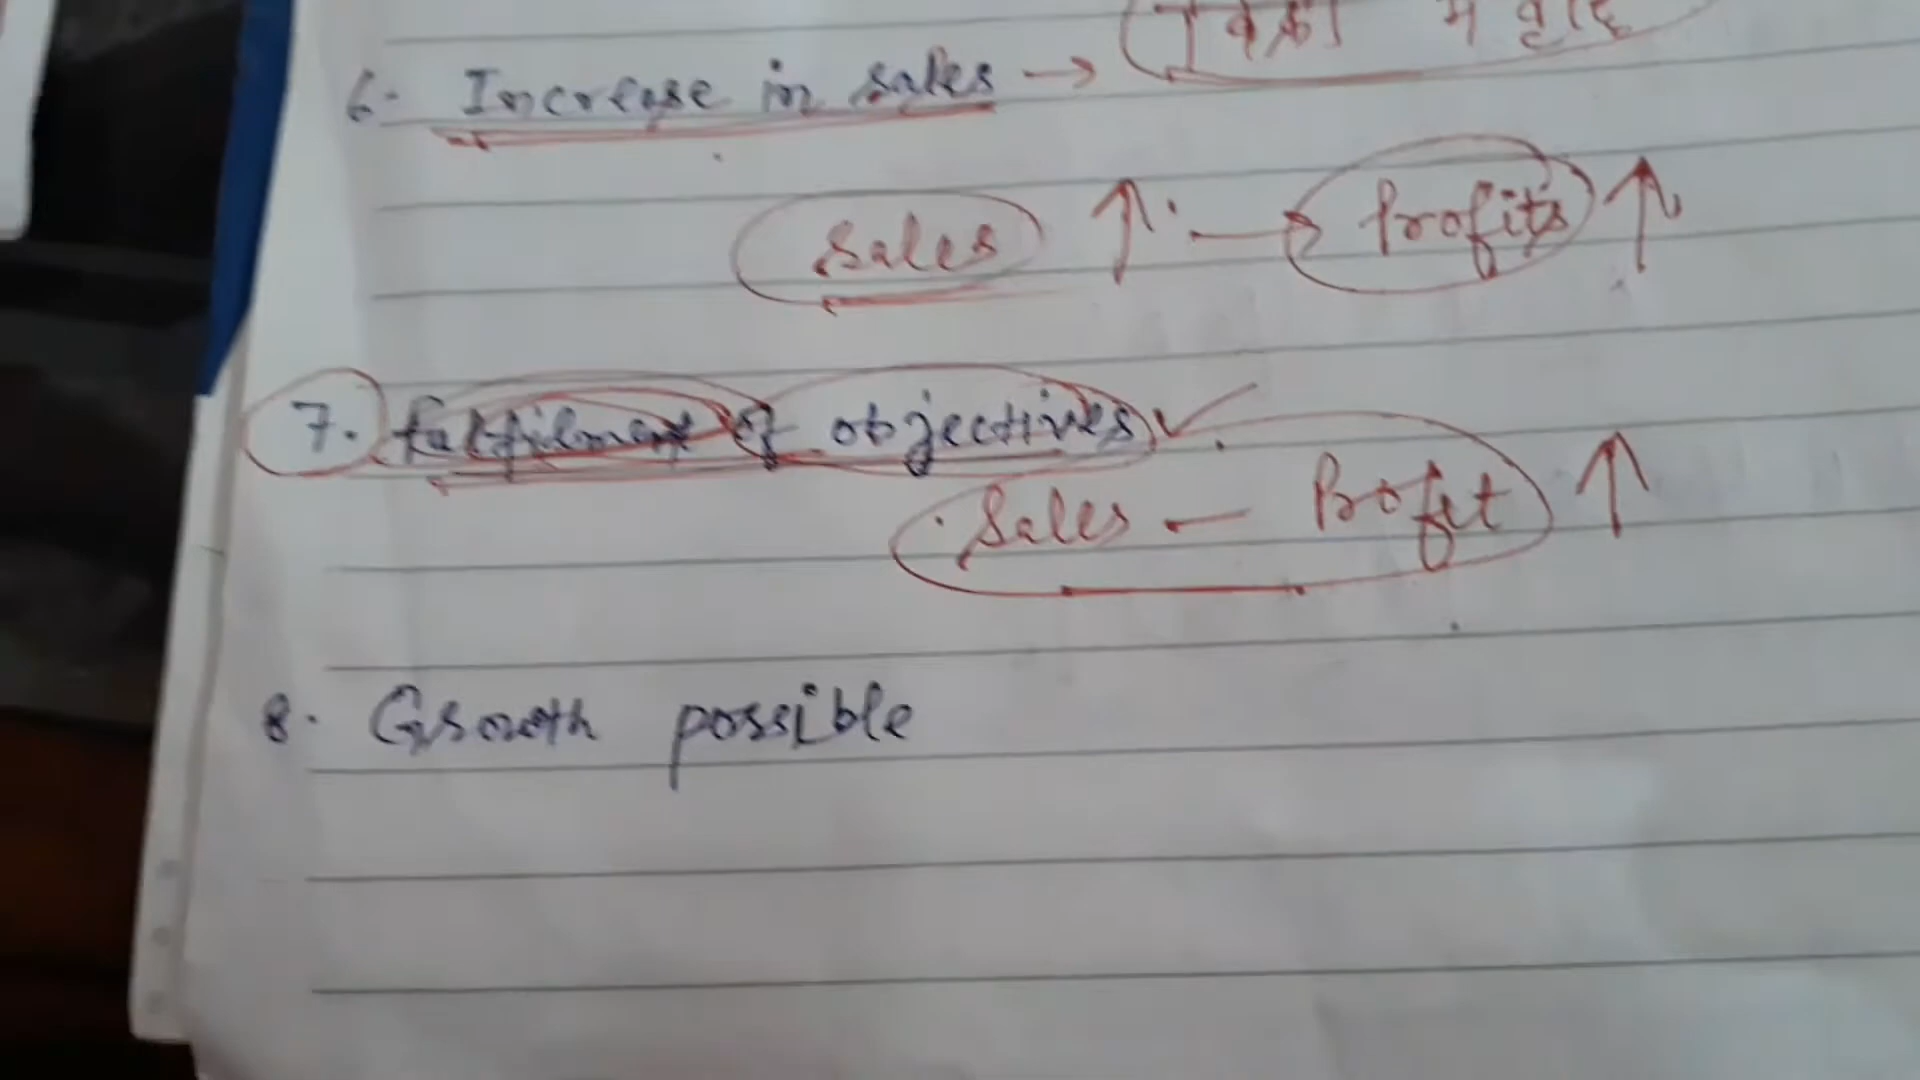 6. Increase in sales → बिक्री में वृद्धि
Sales ↑ → Profits ↑
7. fulfilment of objectives ✓
Sales - Profit ↑
8. Growth possible